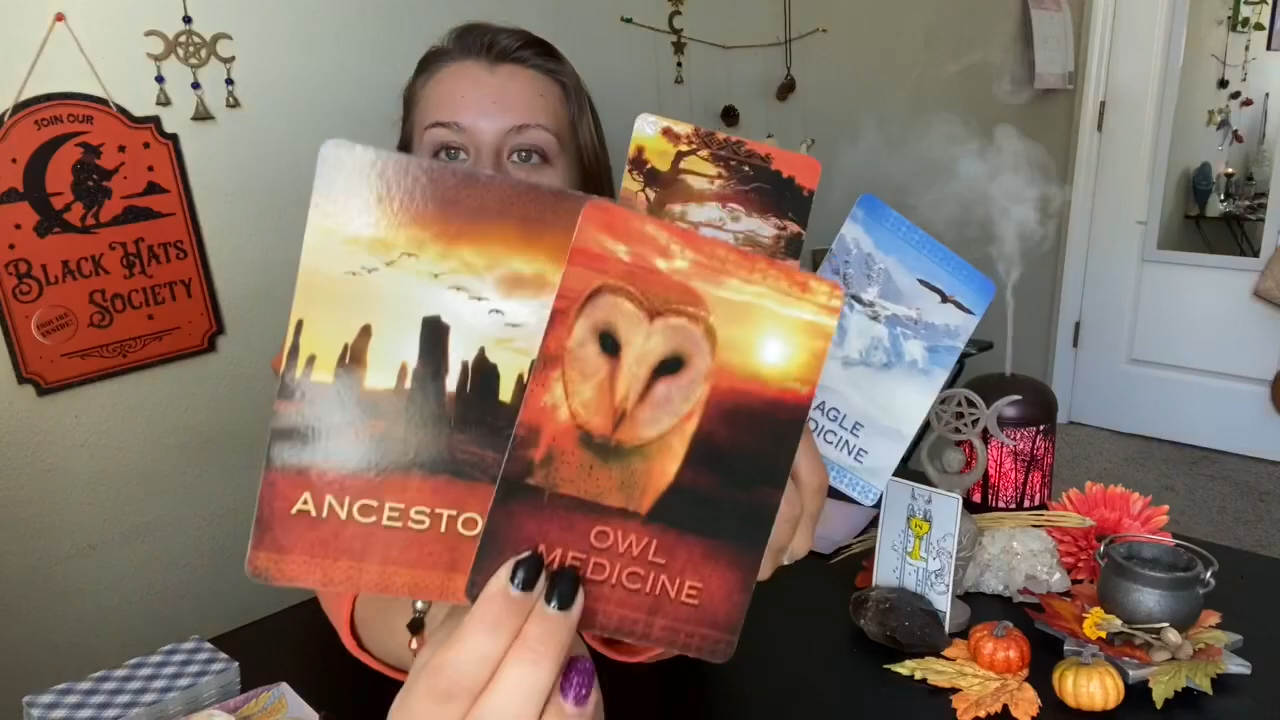 JOIN OUR
BLACK HATS
SOCIETY
ANCESTO
OWL
MEDICINE
AGLE
DICINE